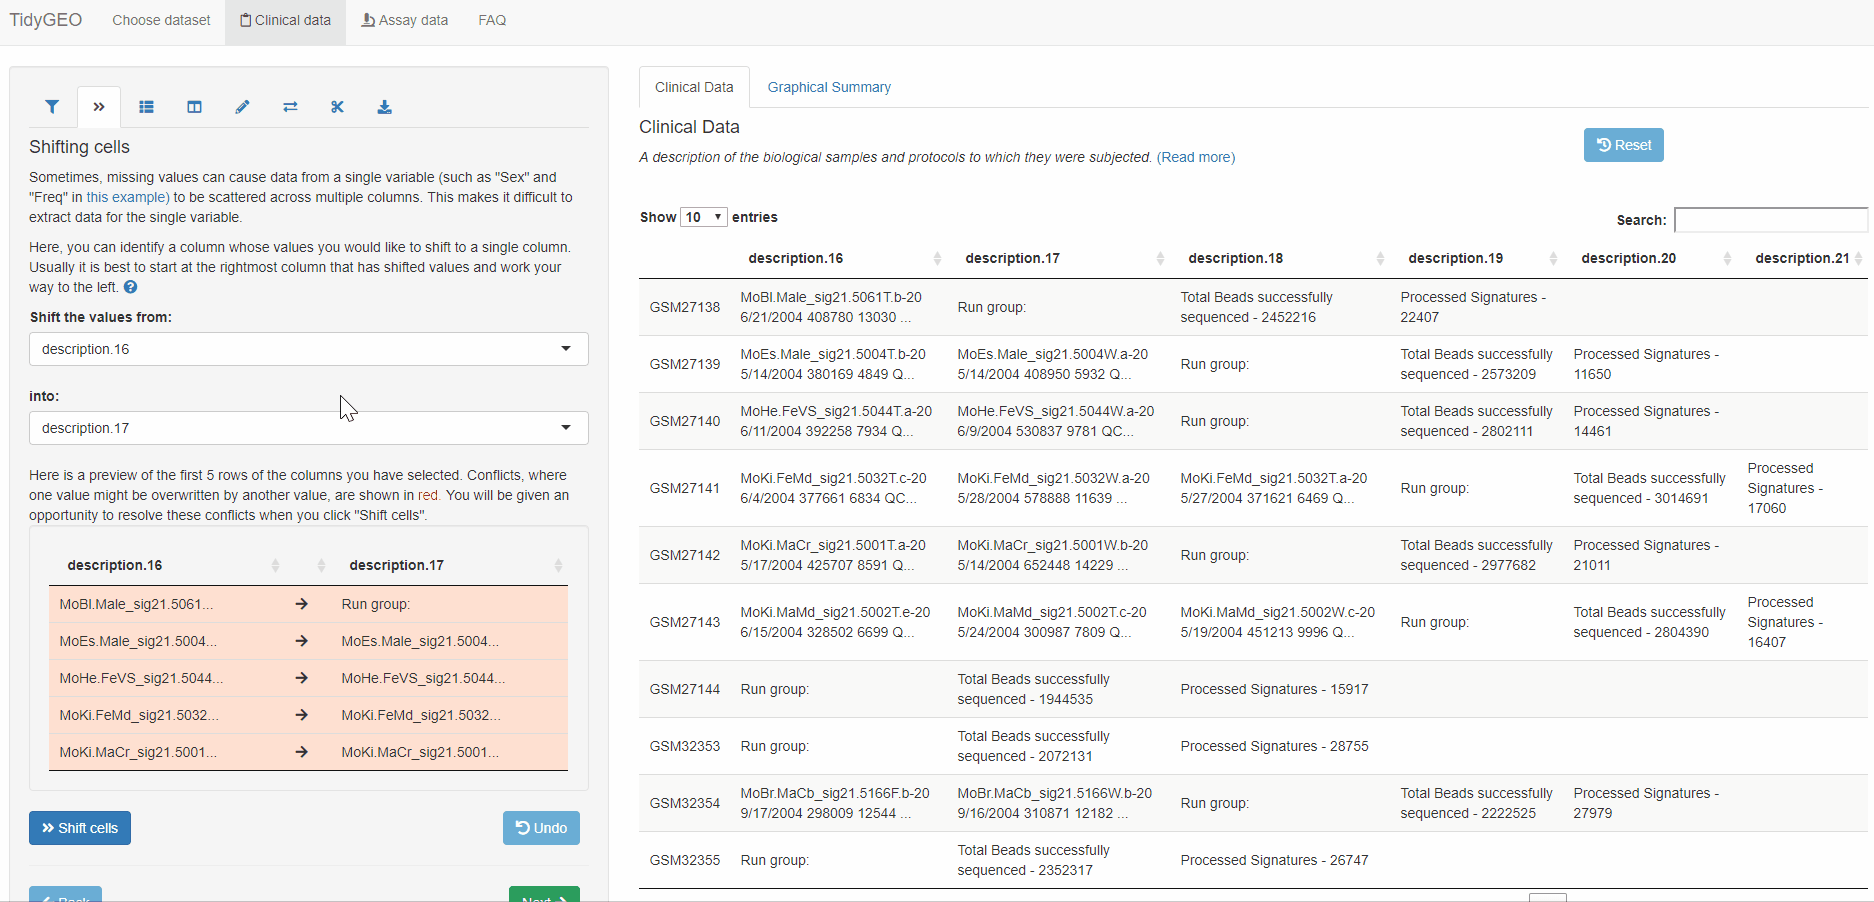 TidyGEO Choose dataset Clinical data Assay data FAQ
Shifting cells
Sometimes, missing values can cause data from a single variable (such as "Sex" and
"Freq" in this example) to be scattered across multiple columns. This makes it difficult to
extract data for the single variable.
Here, you can identify a column whose values you would like to shift to a single column.
Usually it is best to start at the rightmost column that has shifted values and work your
way to the left.
Shift the values from:
description.16
into:
description.17
Here is a preview of the first 5 rows of the columns you have selected. Conflicts, where
one value might be overwritten by another value, are shown in red. You will be given an
opportunity to resolve these conflicts when you click "Shift cells".
description.16 description.17
MoBl.Male_sig21.5061... → Run group:
MoEs.Male_sig21.5004... → MoEs.Male_sig21.5004...
MoHe.FeVS_sig21.5044... → MoHe.FeVS_sig21.5044...
MoKi.FeMd_sig21.5032... → MoKi.FeMd_sig21.5032...
MoKi.MaCr_sig21.5001... → MoKi.MaCr_sig21.5001...
Shift cells Undo
Back Next
Clinical Data Graphical Summary
Clinical Data
A description of the biological samples and protocols to which they were subjected. (Read more)
Reset
Show 10 entries
Search:
description.16 description.17 description.18 description.19 description.20 description.21
GSM27138 MoBl.Male_sig21.5061T.b-20 Run group: Total Beads successfully Processed Signatures -
6/21/2004 408780 13030 ... sequenced - 2452216 22407
GSM27139 MoEs.Male_sig21.5004T.b-20 MoEs.Male_sig21.5004W.a-20 Run group: Total Beads successfully Processed Signatures -
5/14/2004 380169 4849 Q... 5/14/2004 408950 5932 Q... sequenced - 2573209 11650
GSM27140 MoHe.FeVS_sig21.5044T.a-20 MoHe.FeVS_sig21.5044W.a-20 Run group: Total Beads successfully Processed Signatures -
6/11/2004 392258 7934 Q... 6/9/2004 530837 9781 QC... sequenced - 2802111 14461
GSM27141 MoKi.FeMd_sig21.5032T.c-20 MoKi.FeMd_sig21.5032W.a-20 MoKi.FeMd_sig21.5032T.a-20 Run group: Total Beads successfully Processed
6/4/2004 377661 6834 QC... 5/28/2004 578888 11639 ... 5/27/2004 371621 6469 Q... sequenced - 3014691 Signatures -
17060
GSM27142 MoKi.MaCr_sig21.5001T.a-20 MoKi.MaCr_sig21.5001W.b-20 Run group: Total Beads successfully Processed Signatures -
5/17/2004 425707 8591 Q... 5/14/2004 652448 14229 ... sequenced - 2977682 21011
GSM27143 MoKi.MaMd_sig21.5002T.e-20 MoKi.MaMd_sig21.5002T.c-20 MoKi.MaMd_sig21.5002W.c-20 Run group: Total Beads successfully Processed
6/15/2004 328502 6699 Q... 5/24/2004 300987 7809 Q... 5/19/2004 451213 9996 Q... sequenced - 2804390 Signatures -
16407
GSM27144 Run group: Total Beads successfully Processed Signatures - 15917
sequenced - 1944535
GSM32353 Run group: Total Beads successfully Processed Signatures - 28755
sequenced - 2072131
GSM32354 MoBr.MaCb_sig21.5166F.b-20 MoBr.MaCb_sig21.5166W.b-20 Run group: Total Beads successfully Processed Signatures -
9/17/2004 298009 12544 ... 9/16/2004 310871 12182 ... sequenced - 2222525 27979
GSM32355 Run group: Total Beads successfully Processed Signatures - 26747
sequenced - 2352317